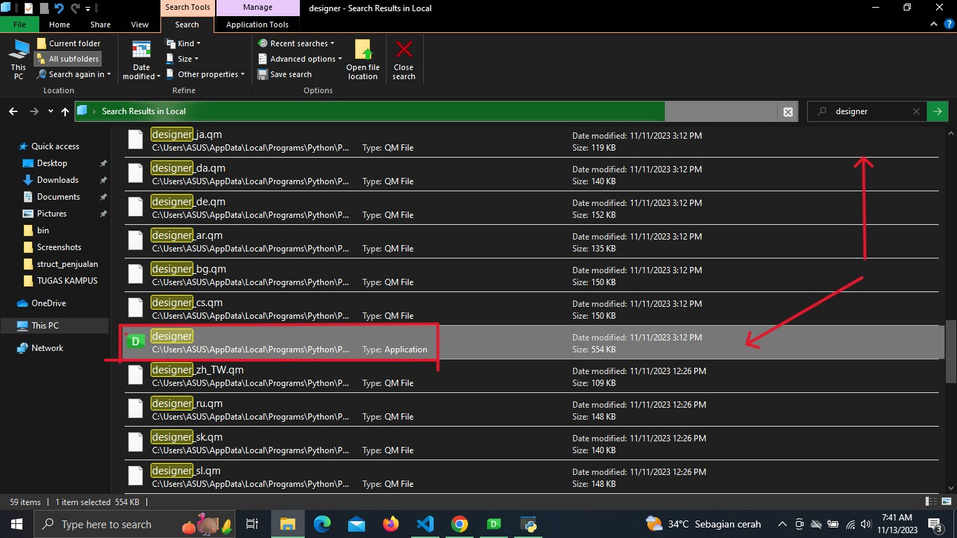 Search Tools
Manage
designer - Search Results in Local
File
Home
Share
View
Search
Application Tools
This PC
Current folder
All subfolders
Search again in
Location
Date modified
Kind
Size
Other properties
Refine
Recent searches
Advanced options
Save search
Open file location
Options
Close search
Search Results in Local
designer
Quick access
Desktop
Downloads
Documents
Pictures
bin
Screenshots
struct_penjualan
TUGAS KAMPUS
OneDrive
This PC
Network
designer_ja.qm
Date modified: 11/11/2023 3:12 PM
C:\Users\ASUS\AppData\Local\Programs\Python\P... Type: QM File
Size: 119 KB
designer_da.qm
Date modified: 11/11/2023 3:12 PM
C:\Users\ASUS\AppData\Local\Programs\Python\P... Type: QM File
Size: 140 KB
designer_de.qm
Date modified: 11/11/2023 3:12 PM
C:\Users\ASUS\AppData\Local\Programs\Python\P... Type: QM File
Size: 152 KB
designer_ar.qm
Date modified: 11/11/2023 3:12 PM
C:\Users\ASUS\AppData\Local\Programs\Python\P... Type: QM File
Size: 135 KB
designer_bg.qm
Date modified: 11/11/2023 3:12 PM
C:\Users\ASUS\AppData\Local\Programs\Python\P... Type: QM File
Size: 150 KB
designer_cs.qm
Date modified: 11/11/2023 3:12 PM
C:\Users\ASUS\AppData\Local\Programs\Python\P... Type: QM File
Size: 150 KB
D
designer
Date modified: 11/11/2023 3:12 PM
C:\Users\ASUS\AppData\Local\Programs\Python\P... Type: Application
Size: 554 KB
designer_zh_TW.qm
Date modified: 11/11/2023 12:26 PM
C:\Users\ASUS\AppData\Local\Programs\Python\P... Type: QM File
Size: 109 KB
designer_ru.qm
Date modified: 11/11/2023 12:26 PM
C:\Users\ASUS\AppData\Local\Programs\Python\P... Type: QM File
Size: 148 KB
designer_sk.qm
Date modified: 11/11/2023 12:26 PM
C:\Users\ASUS\AppData\Local\Programs\Python\P... Type: QM File
Size: 140 KB
designer_sl.qm
Date modified: 11/11/2023 12:26 PM
C:\Users\ASUS\AppData\Local\Programs\Python\P... Type: QM File
Size: 148 KB
59 items
1 item selected 554 KB
Type here to search
D
34°C Sebagian cerah
7:41 AM
11/13/2023
3